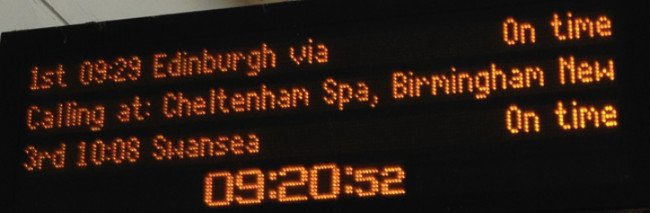 1st 09:29 Edinburgh via On time
Calling at: Cheltenham Spa, Birmingham New
3rd 10:08 Swansea On time
09:20:52